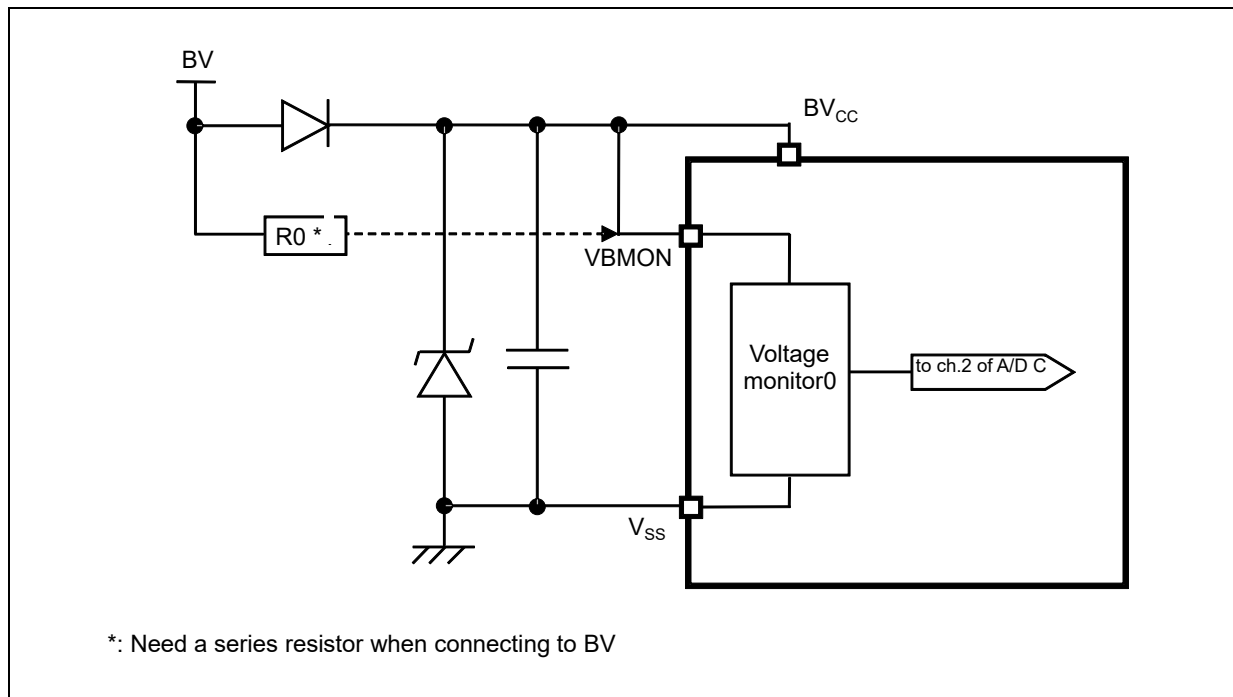 BV
BVCC
R0 *
VBMON
Voltage
monitor0
to ch.2 of A/D C
VSS
*: Need a series resistor when connecting to BV